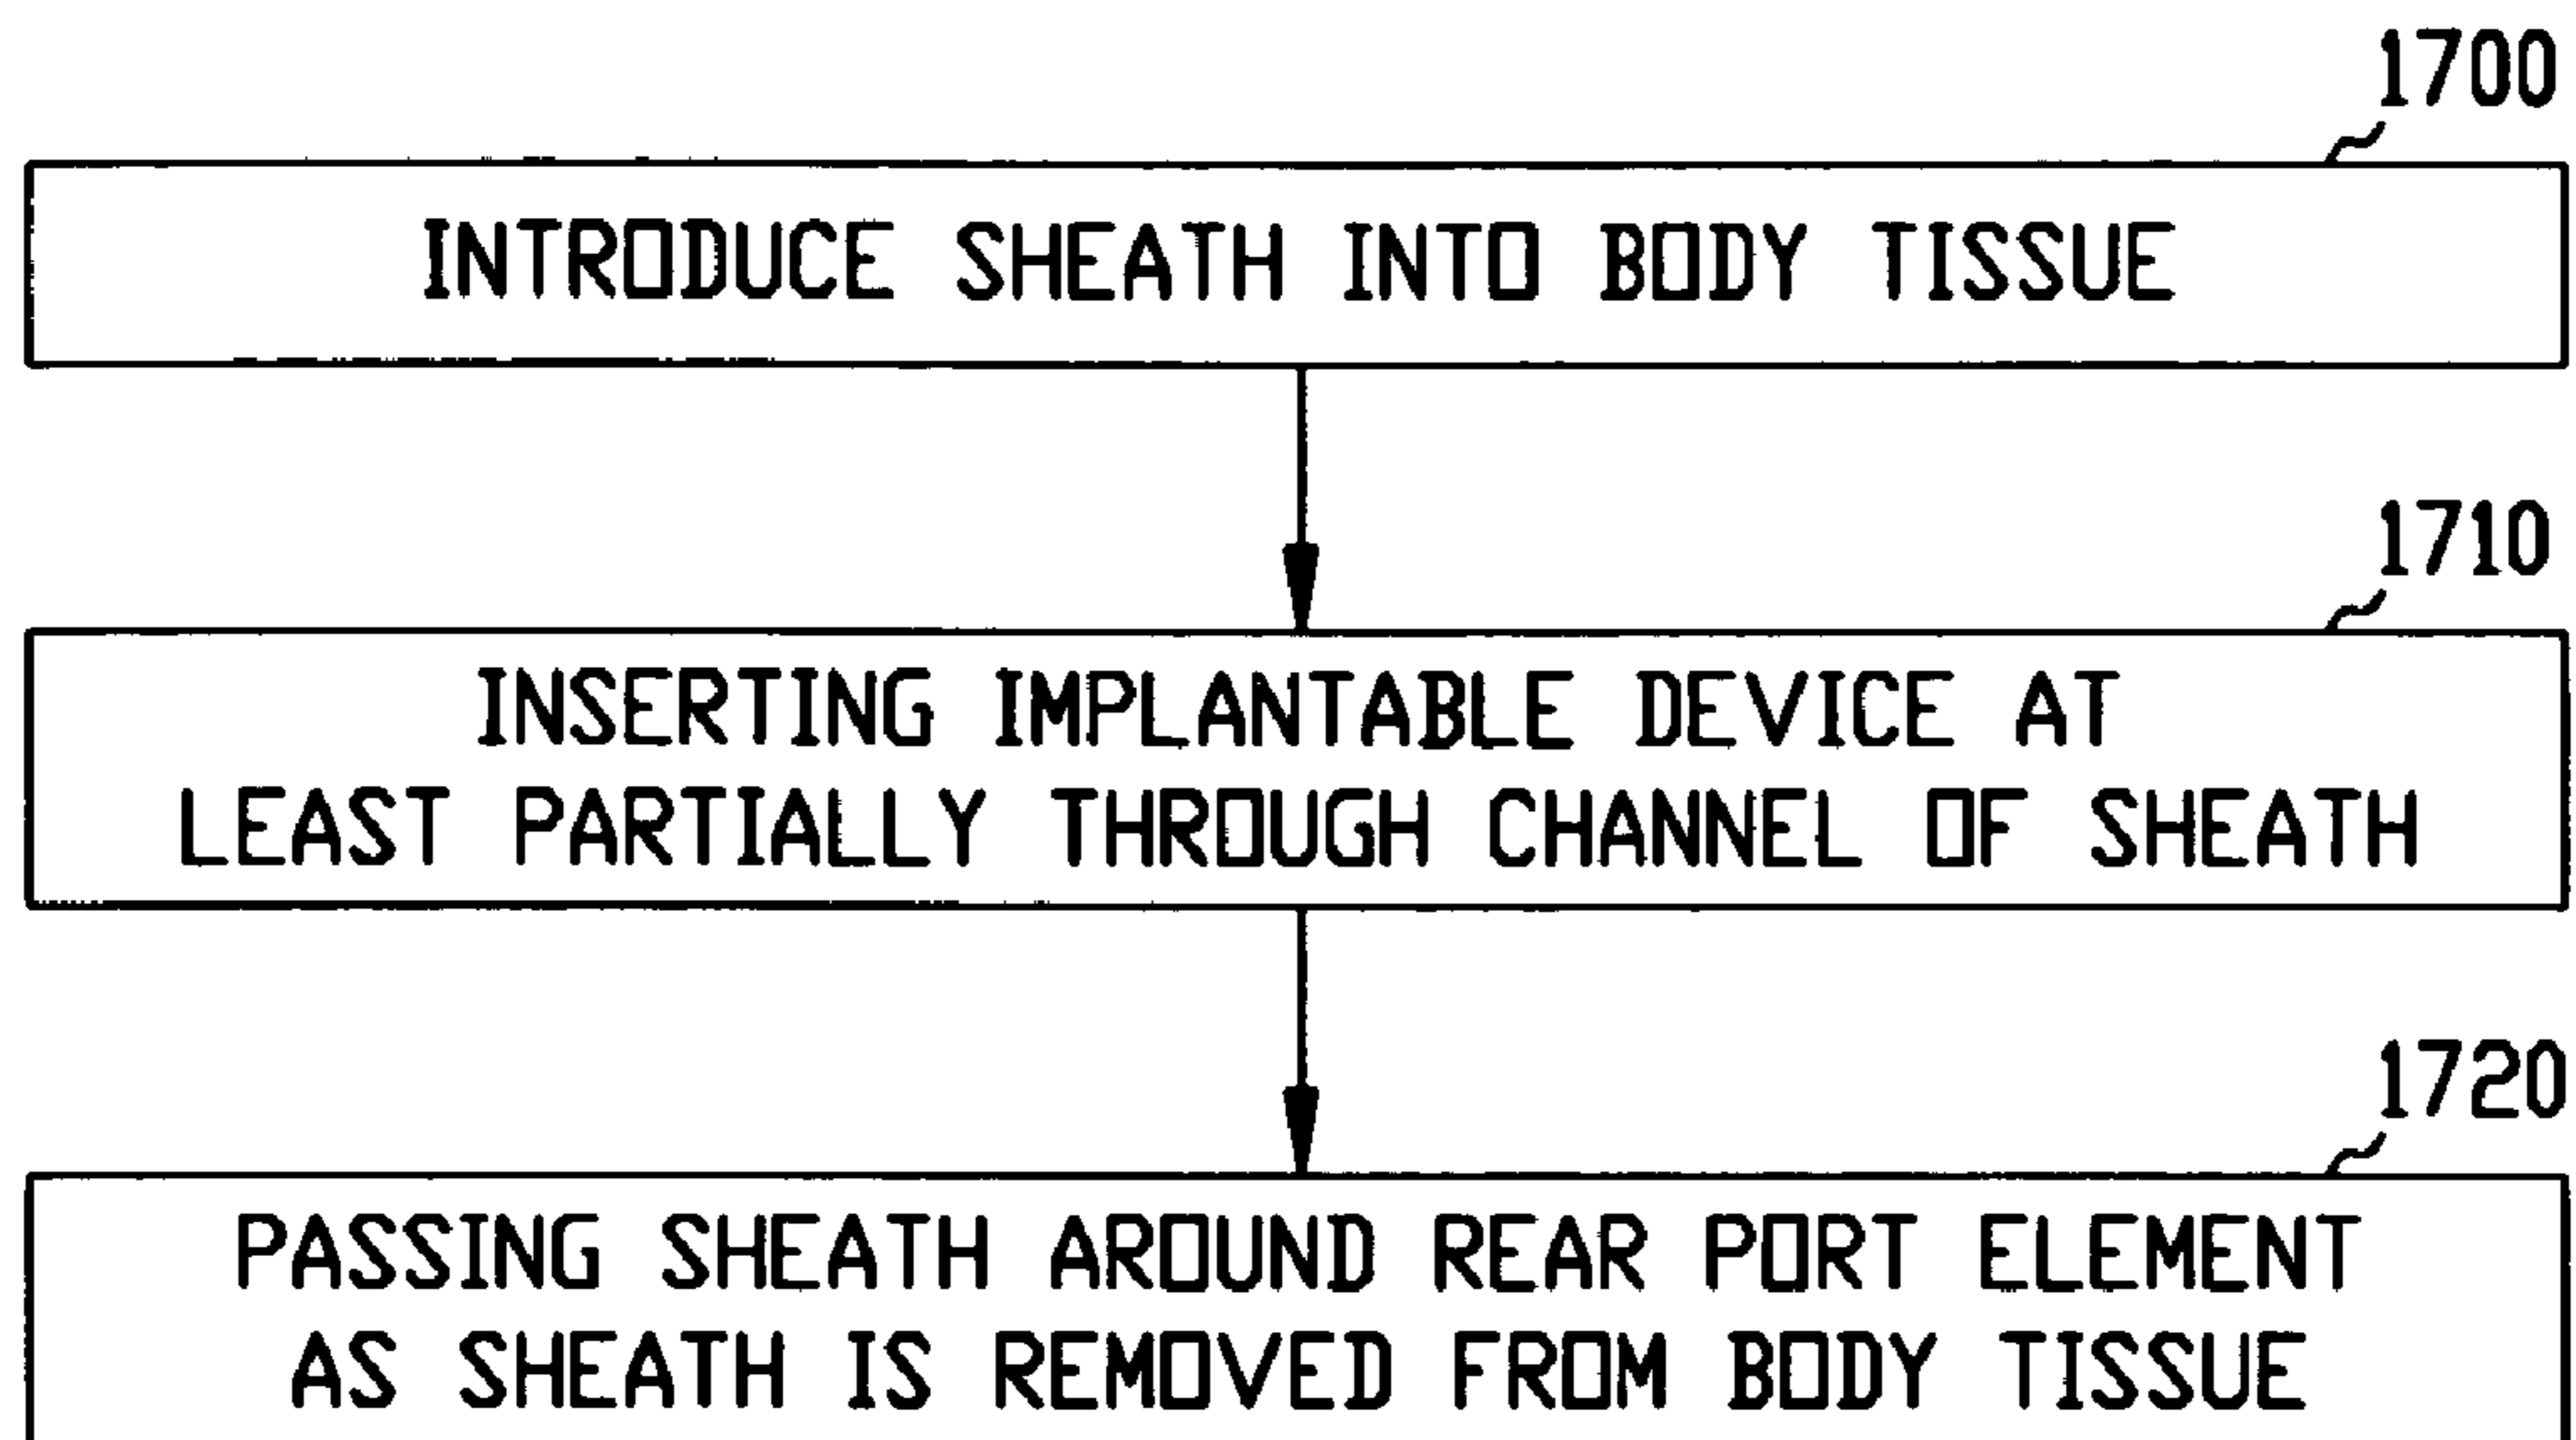 1700
INTRODUCE SHEATH INTO BODY TISSUE
1710
INSERTING IMPLANTABLE DEVICE AT
LEAST PARTIALLY THROUGH CHANNEL OF SHEATH
1720
PASSING SHEATH AROUND REAR PORT ELEMENT
AS SHEATH IS REMOVED FROM BODY TISSUE